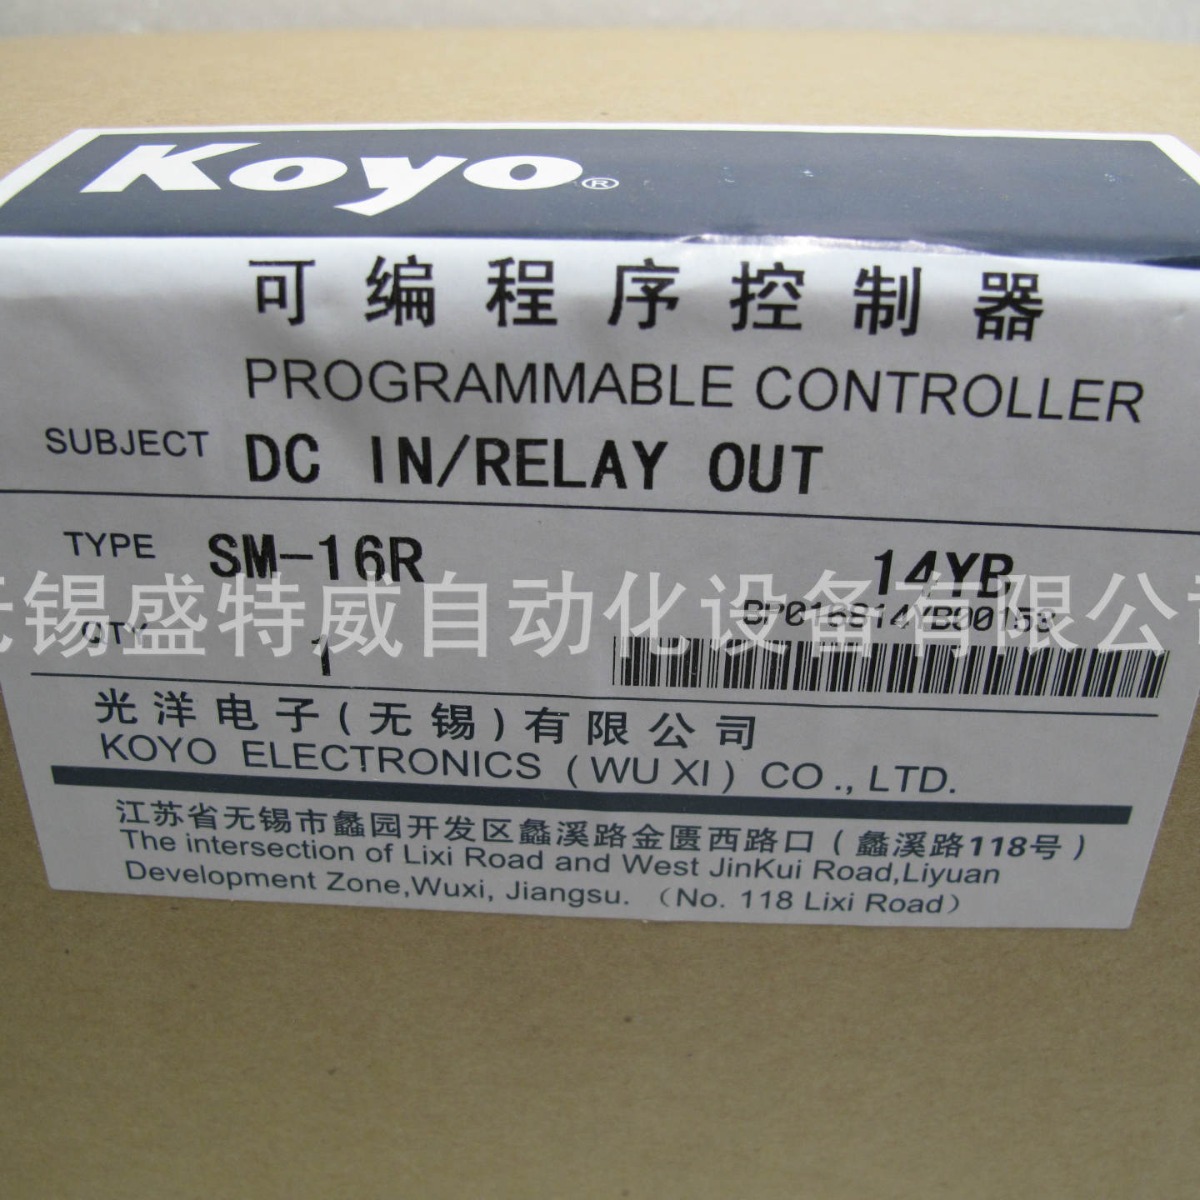 Koyo®
可编程序控制器
PROGRAMMABLE CONTROLLER
SUBJECT DC IN/RELAY OUT
TYPE SM-16R 14YB
无锡盛特威自动化设备有限公司
QTY 1
光洋电子(无锡)有限公司
KOYO ELECTRONICS (WU XI) CO., LTD.
江苏省无锡市蠡园开发区蠡溪路金匮西路口(蠡溪路118号)
The intersection of Lixi Road and West JinKui Road,Liyuan
Development Zone,Wuxi, Jiangsu. (No. 118 Lixi Road)